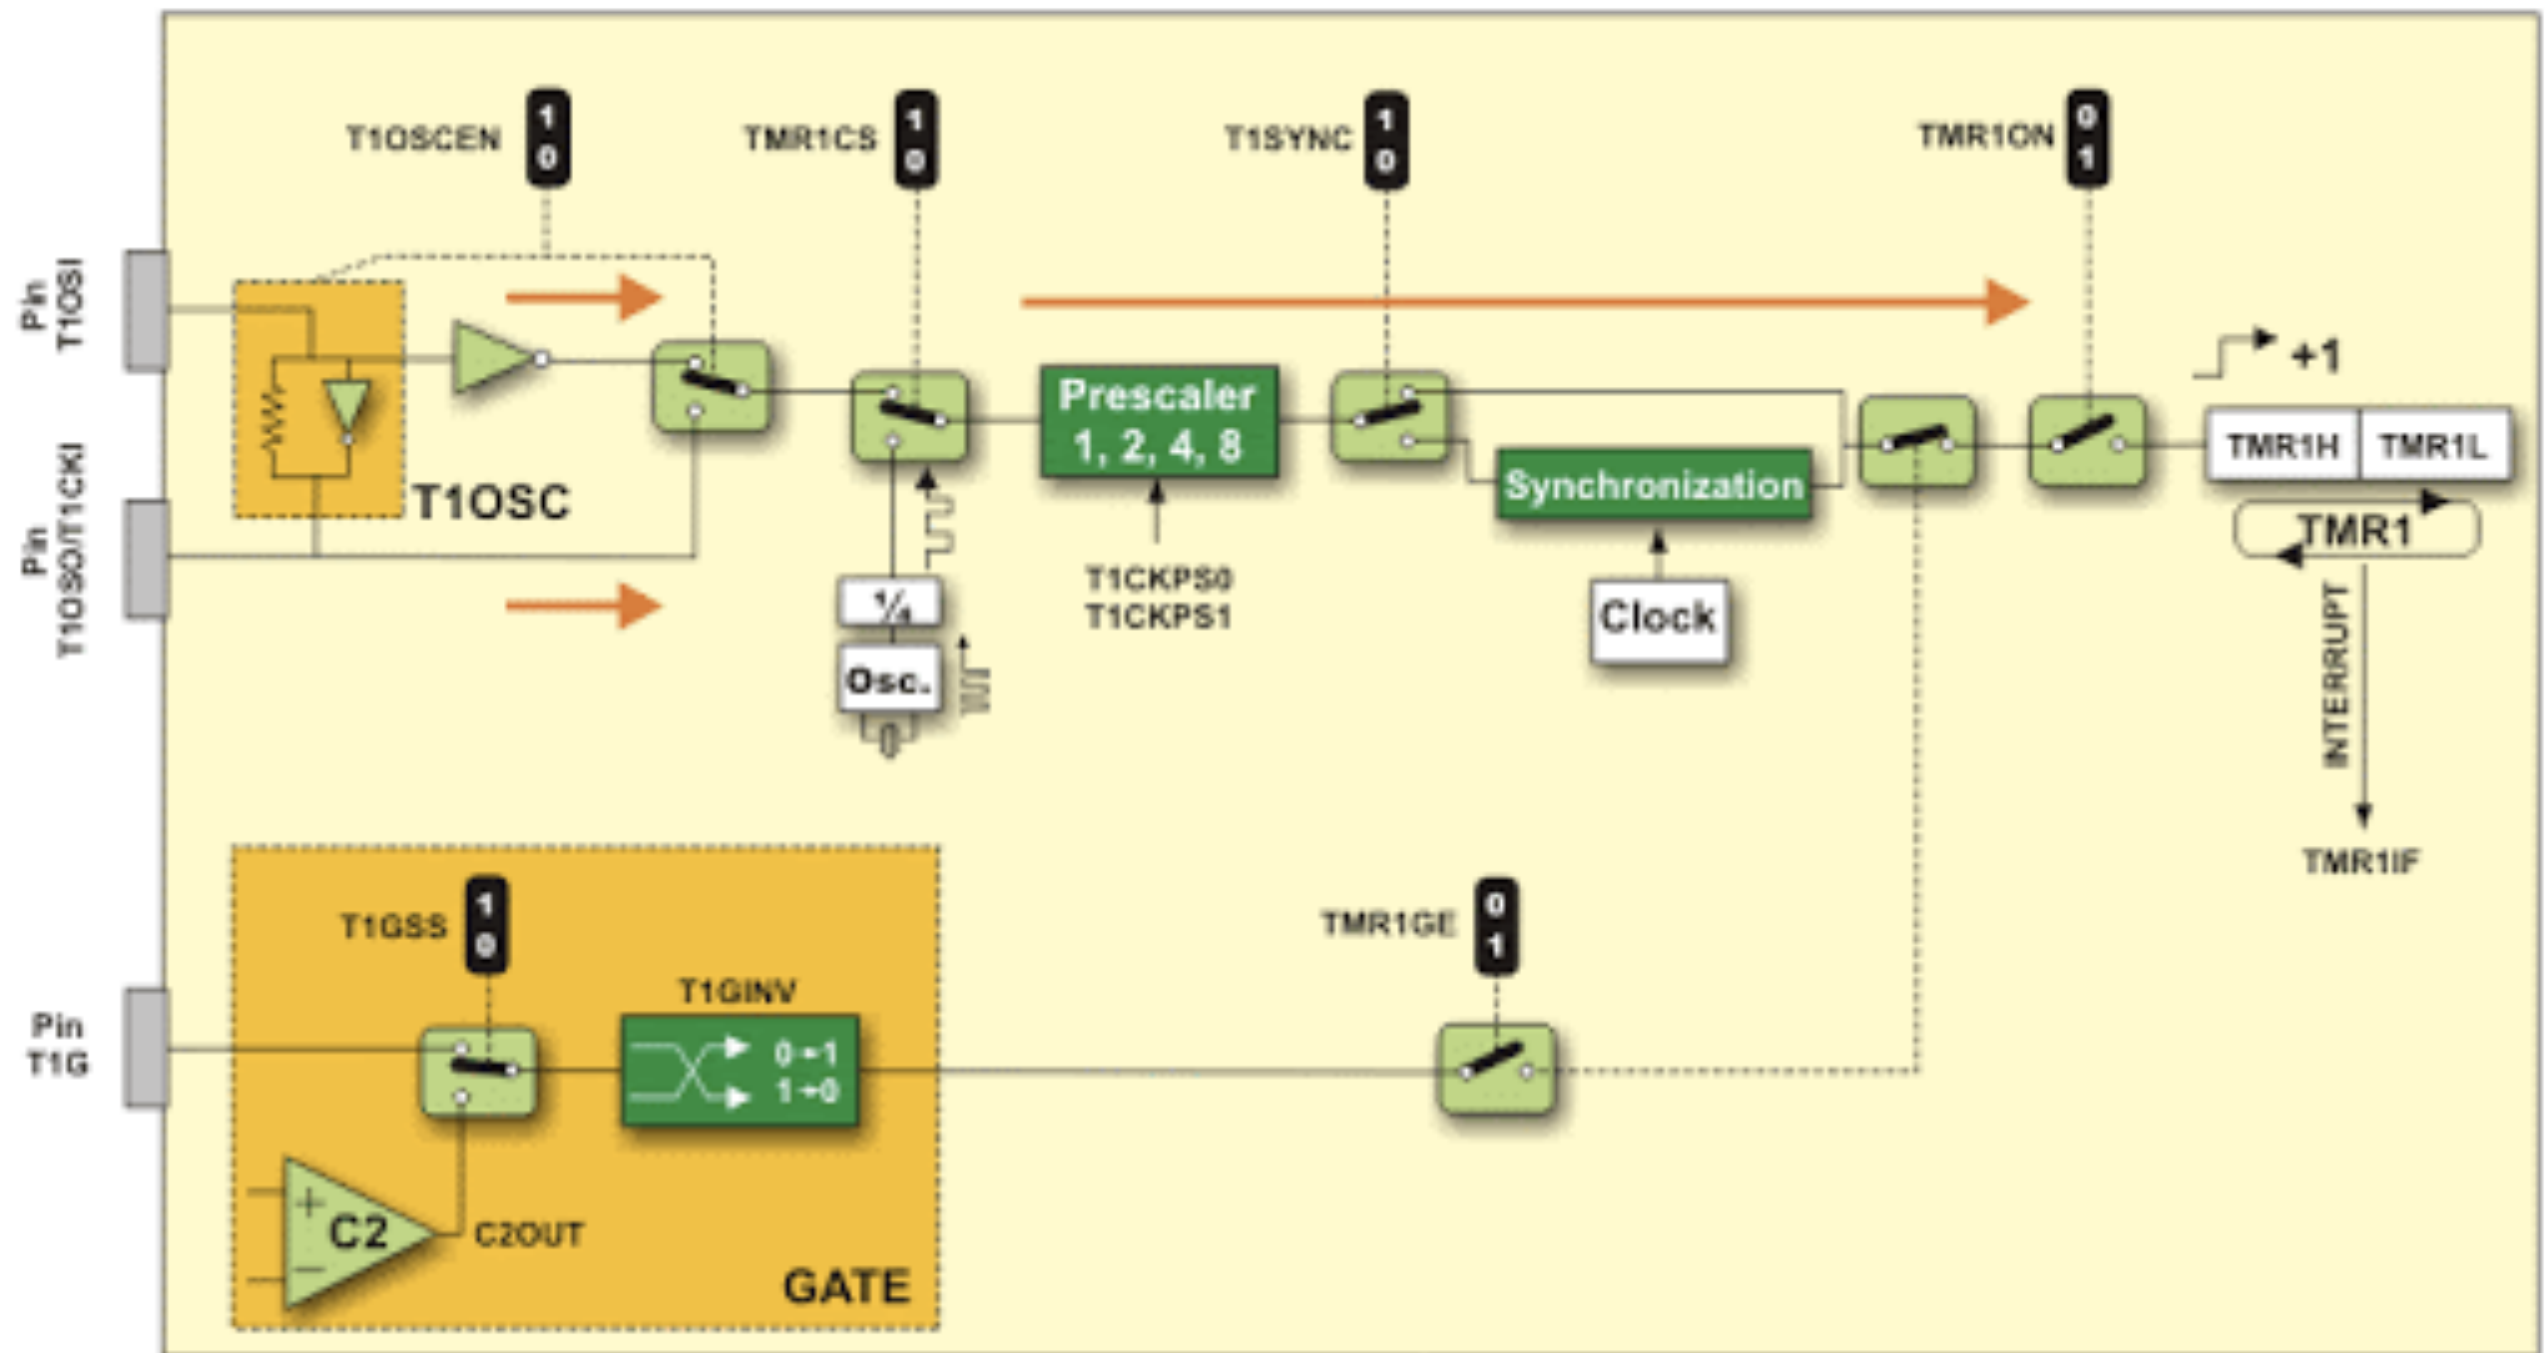 T1OSCEN
1
0
TMR1CS
1
0
T1SYNC
1
0
TMR1ON
0
1
Pin
T1OSI
+1
Prescaler
1, 2, 4, 8
TMR1H
TMR1L
Pin
T1OSO/T1CKI
T1OSC
Synchronization
TMR1
¼
T1CKPS0
T1CKPS1
Clock
Osc.
INTERRUPT
TMR1IF
T1GSS
1
0
TMR1GE
0
1
T1GINV
Pin
T1G
0→1
1→0
+
C2
−
C2OUT
GATE